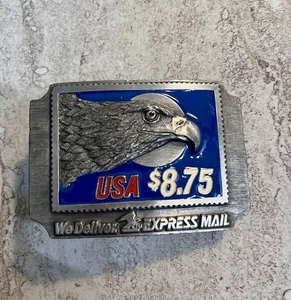 USA $8.75
We Deliver EXPRESS MAIL